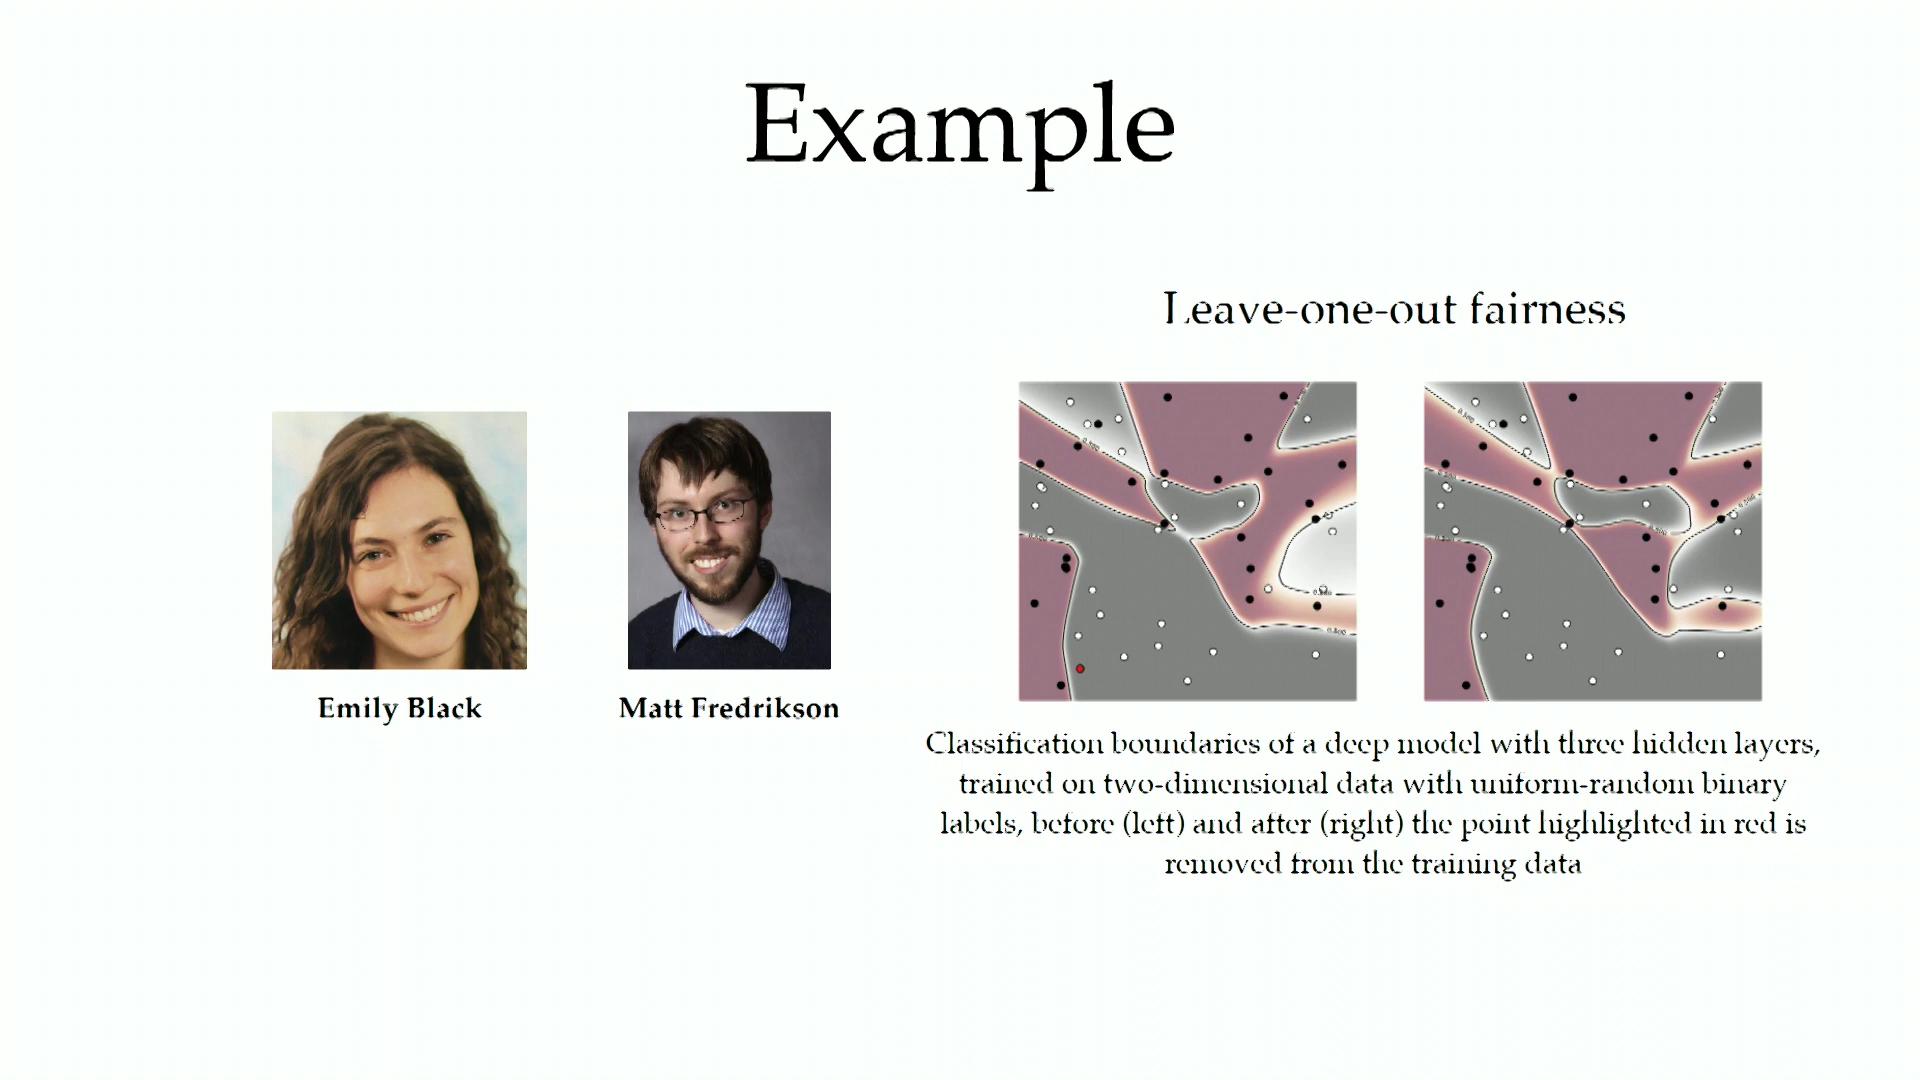 Example
Leave-one-out fairness
Emily Black
Matt Fredrikson
Classification boundaries of a deep model with three hidden layers,
trained on two-dimensional data with uniform-random binary
labels, before (left) and after (right) the point highlighted in red is
removed from the training data